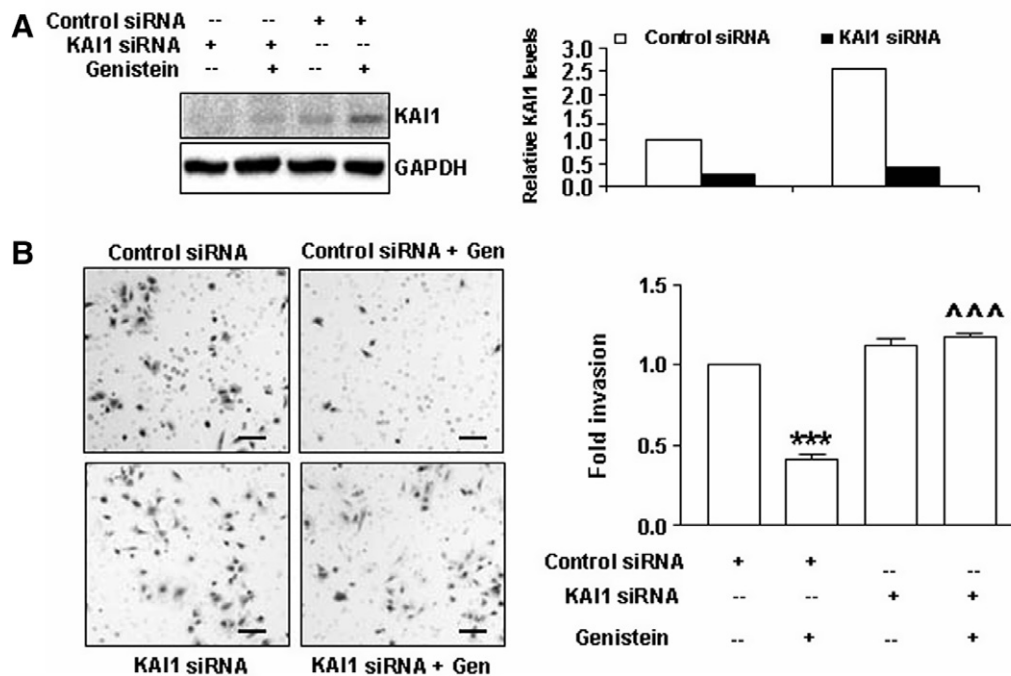 A
Control siRNA -- -- + +
KAI1 siRNA + + -- --
Genistein -- + -- +
KAI1
GAPDH
Control siRNA KAI1 siRNA
Relative KAI1 levels
3.0
2.5
2.0
1.5
1.0
0.5
0.0
B
Control siRNA
Control siRNA + Gen
KAI1 siRNA
KAI1 siRNA + Gen
Fold invasion
1.5
1.0
0.5
0.0
***
^^^
Control siRNA + + -- --
KAI1 siRNA -- -- + +
Genistein -- + -- +